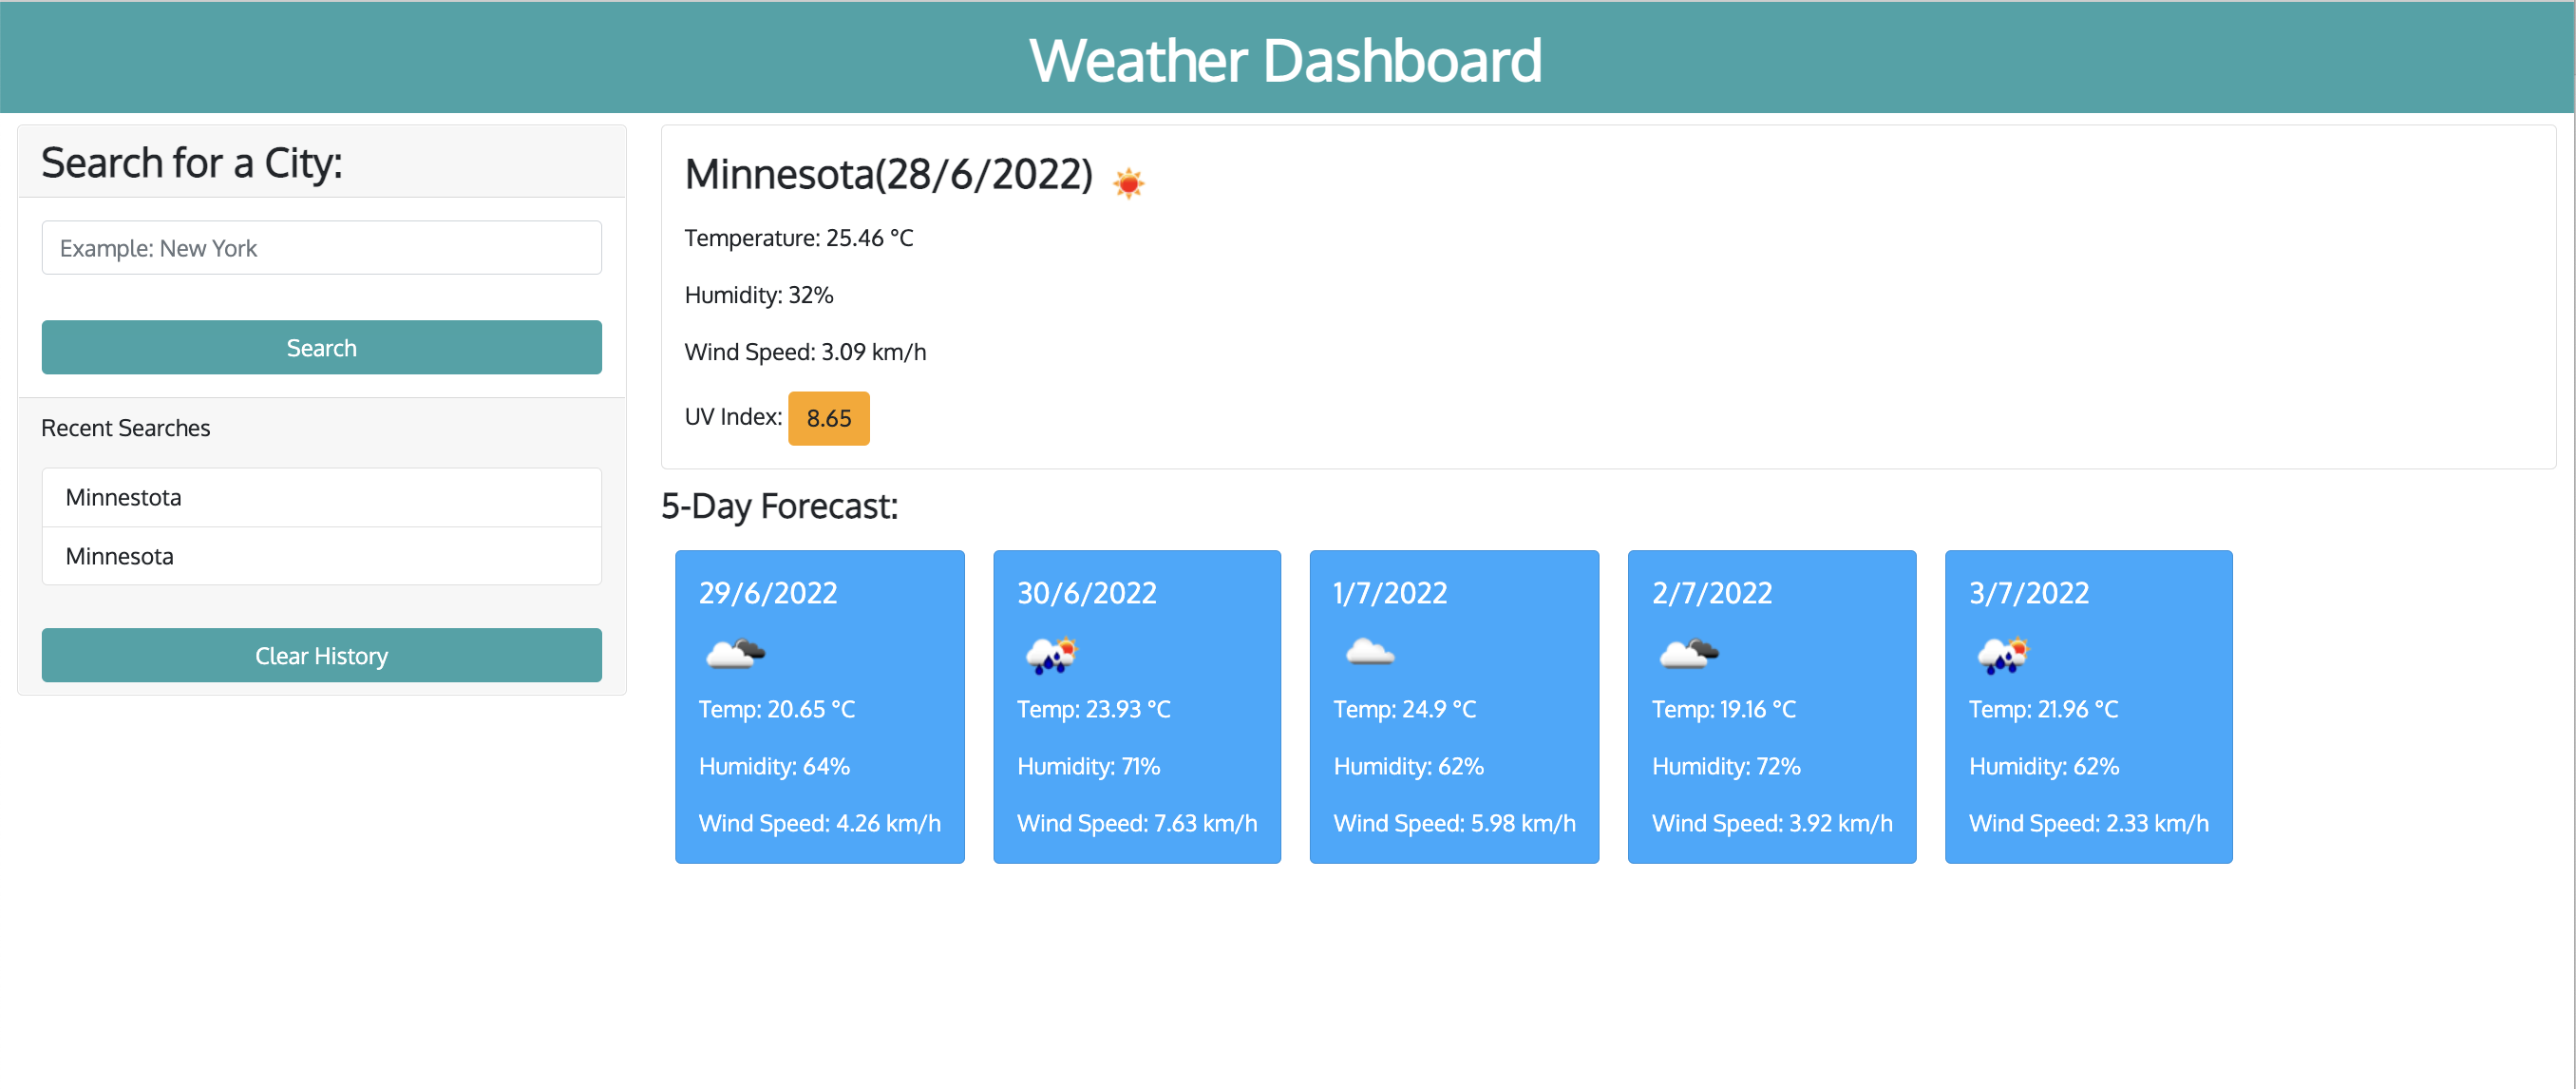 Weather Dashboard
Search for a City:
Example: New York
Search
Recent Searches
Minnestota
Minnesota
Clear History
Minnesota(28/6/2022)
Temperature: 25.46 °C
Humidity: 32%
Wind Speed: 3.09 km/h
UV Index: 8.65
5-Day Forecast:
29/6/2022
Temp: 20.65 °C
Humidity: 64%
Wind Speed: 4.26 km/h
30/6/2022
Temp: 23.93 °C
Humidity: 71%
Wind Speed: 7.63 km/h
1/7/2022
Temp: 24.9 °C
Humidity: 62%
Wind Speed: 5.98 km/h
2/7/2022
Temp: 19.16 °C
Humidity: 72%
Wind Speed: 3.92 km/h
3/7/2022
Temp: 21.96 °C
Humidity: 62%
Wind Speed: 2.33 km/h